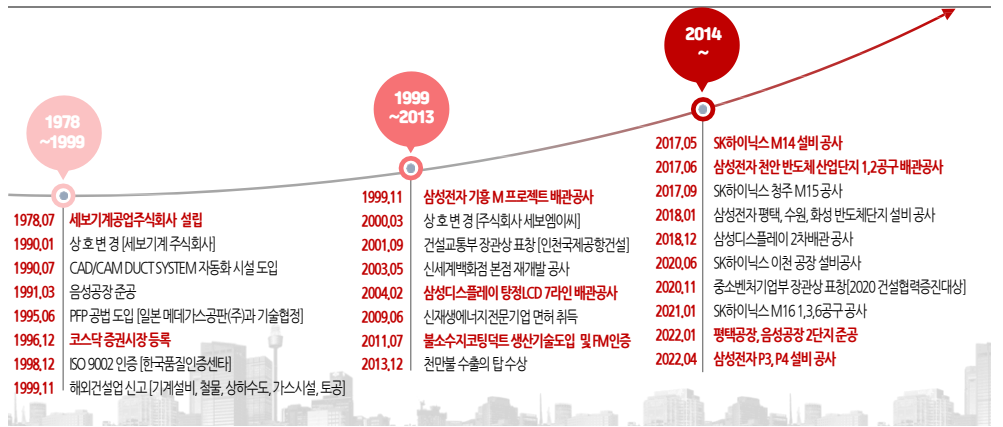 1978
~1999
1978.07 세보기계공업주식회사 설립
1990.01 상 호 변 경 [세보기계 주식회사]
1990.07 CAD/CAM DUCT SYSTEM 자동화 시설 도입
1991.03 음성공장 준공
1995.06 PFP 공법 도입 [일본 메데가스공판(주)과 기술협정]
1996.12 코스닥 증권시장 등록
1998.12 ISO 9002 인증 [한국품질인증센타]
1999.11 해외건설업 신고 [기계설비, 철물, 상하수도, 가스시설, 토공]
1999
~2013
1999.11 삼성전자 기흥 M 프로젝트 배관공사
2000.03 상 호 변 경 [주식회사 세보엠이씨]
2001.09 건설교통부 장관상 표창 [인천국제공항건설]
2003.05 신세계백화점 본점 재개발 공사
2004.02 삼성디스플레이 탕정LCD 7라인 배관공사
2009.06 신재생에너지전문기업 면허 취득
2011.07 불소수지코팅덕트 생산기술도입 및 FM인증
2013.12 천만불 수출의 탑 수상
2014
~
2017.05 SK하이닉스 M14 설비 공사
2017.06 삼성전자 천안 반도체 산업단지 1,2공구 배관공사
2017.09 SK하이닉스 청주 M15 공사
2018.01 삼성전자 평택, 수원, 화성 반도체단지 설비 공사
2018.12 삼성디스플레이 2차배관 공사
2020.06 SK하이닉스 이천 공장 설비공사
2020.11 중소벤처기업부 장관상 표창[2020 건설협력증진대상]
2021.01 SK하이닉스 M16 1,3,6공구 공사
2022.01 평택공장, 음성공장 2단지 준공
2022.04 삼성전자 P3, P4 설비 공사